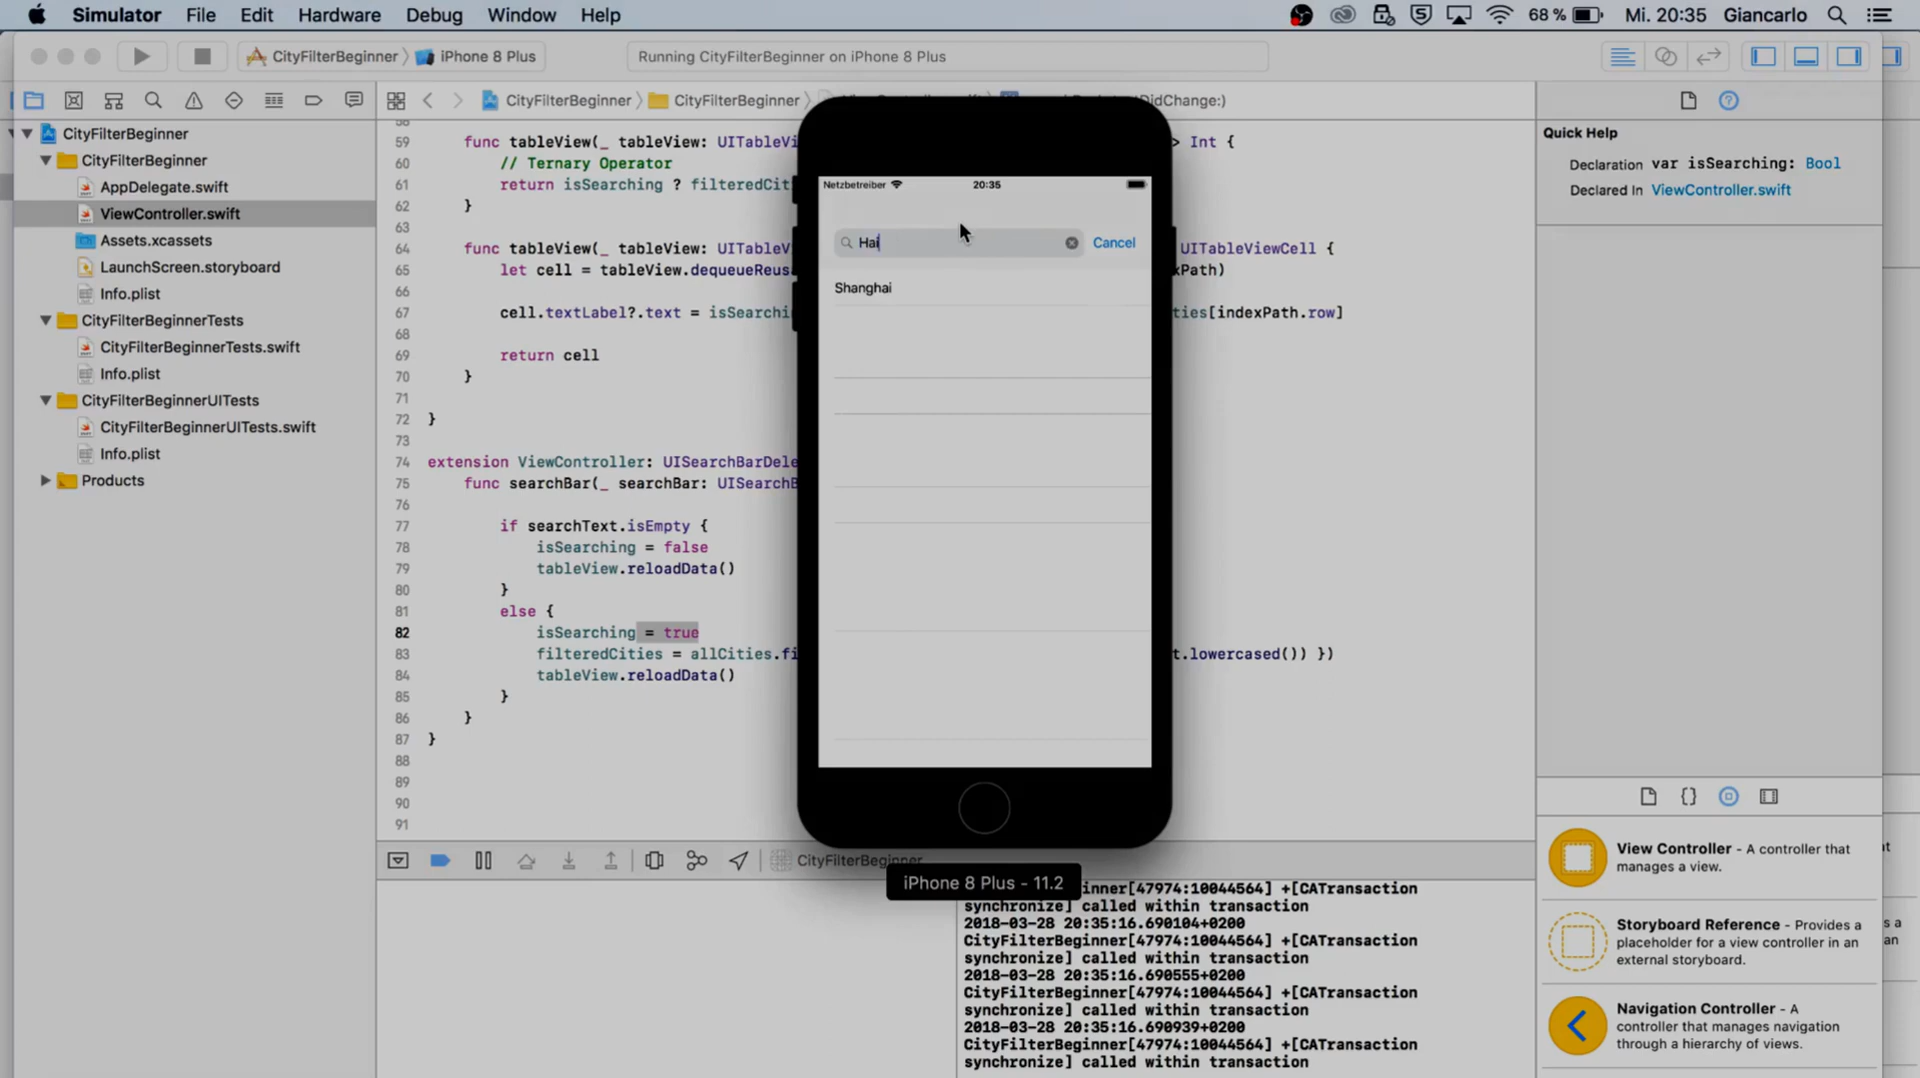 Simulator File Edit Hardware Debug Window Help 68 % Mi. 20:35 Giancarlo
CityFilterBeginner iPhone 8 Plus Running CityFilterBeginner on iPhone 8 Plus
CityFilterBeginner CityFilterBeginner DidChange:)
CityFilterBeginner
CityFilterBeginner
AppDelegate.swift
ViewController.swift
Assets.xcassets
LaunchScreen.storyboard
Info.plist
CityFilterBeginnerTests
CityFilterBeginnerTests.swift
Info.plist
CityFilterBeginnerUITests
CityFilterBeginnerUITests.swift
Info.plist
Products
58
59 func tableView(_ tableView: UITableVi > Int {
60 // Ternary Operator
61 return isSearching ? filteredCit
62 }
63
64 func tableView(_ tableView: UITableV UITableViewCell {
65 let cell = tableView.dequeueReus xPath)
66
67 cell.textLabel?.text = isSearchi ties[indexPath.row]
68
69 return cell
70 }
71
72 }
73
74 extension ViewController: UISearchBarDele
75 func searchBar(_ searchBar: UISearchB
76
77 if searchText.isEmpty {
78 isSearching = false
79 tableView.reloadData()
80 }
81 else {
82 isSearching = true
83 filteredCities = allCities.fi t.lowercased()) })
84 tableView.reloadData()
85 }
86 }
87 }
88
89
90
91
Netzbetreiber 20:35
Hai Cancel
Shanghai
iPhone 8 Plus - 11.2
CityFilterBeginner
inner[47974:10044564] +[CATransaction
synchronize] called within transaction
2018-03-28 20:35:16.690104+0200
CityFilterBeginner[47974:10044564] +[CATransaction
synchronize] called within transaction
2018-03-28 20:35:16.690555+0200
CityFilterBeginner[47974:10044564] +[CATransaction
synchronize] called within transaction
2018-03-28 20:35:16.690939+0200
CityFilterBeginner[47974:10044564] +[CATransaction
synchronize] called within transaction
Quick Help
Declaration var isSearching: Bool
Declared In ViewController.swift
View Controller - A controller that
manages a view.
Storyboard Reference - Provides a
placeholder for a view controller in an
external storyboard.
Navigation Controller - A
controller that manages navigation
through a hierarchy of views.